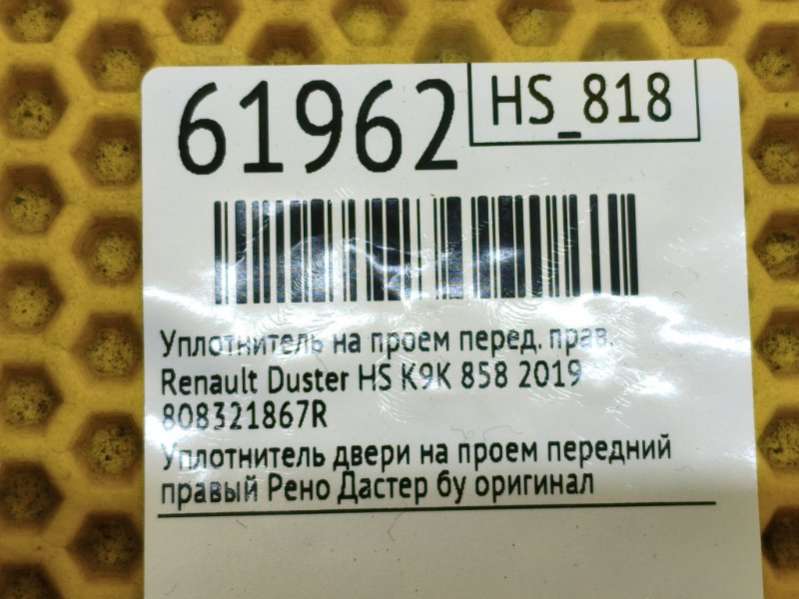 61962
HS_818
Уплотнитель на проем перед. прав.
Renault Duster HS K9K 858 2019
808321867R
Уплотнитель двери на проем передний
правый Рено Дастер бу оригинал